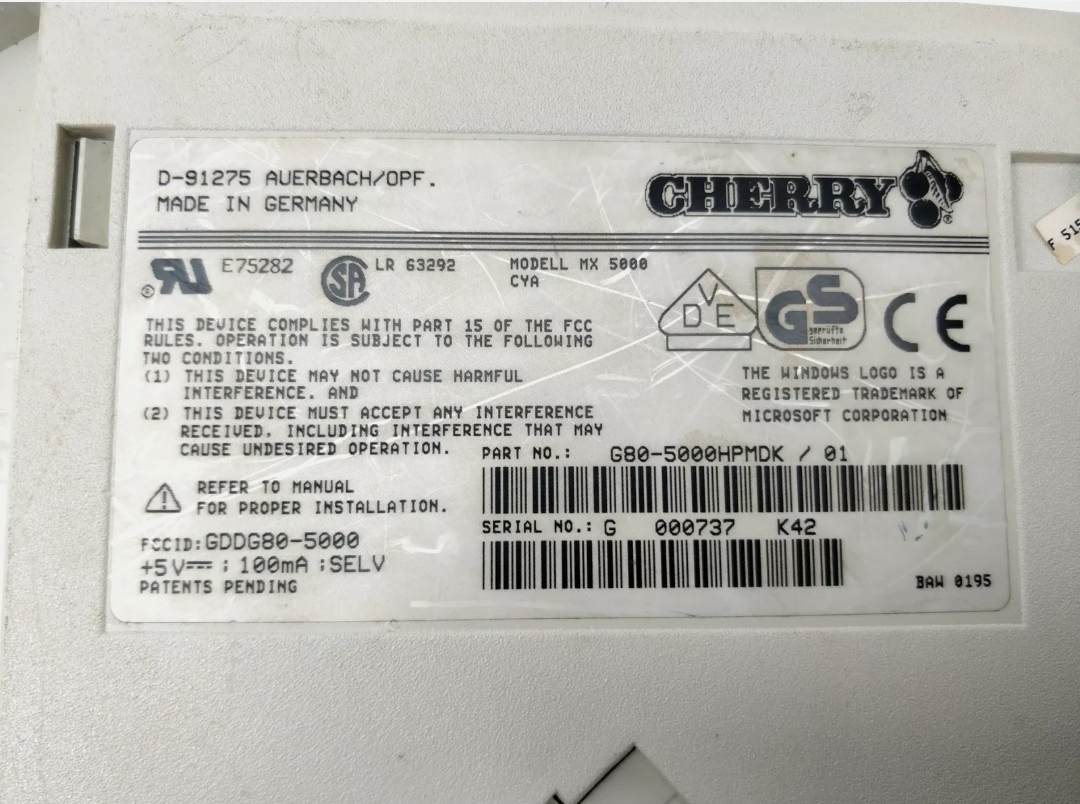 D-91275 AUERBACH/OPF.
MADE IN GERMANY
CHERRY
®
E75282
SA
LR 63292
MODELL MX 5000
CYA
VDE
GS
geprüfte
Sicherheit
CE
THIS DEVICE COMPLIES WITH PART 15 OF THE FCC
RULES. OPERATION IS SUBJECT TO THE FOLLOWING
TWO CONDITIONS.
(1) THIS DEVICE MAY NOT CAUSE HARMFUL
INTERFERENCE. AND
(2) THIS DEVICE MUST ACCEPT ANY INTERFERENCE
RECEIVED, INCLUDING INTERFERENCE THAT MAY
CAUSE UNDESIRED OPERATION.
THE WINDOWS LOGO IS A
REGISTERED TRADEMARK OF
MICROSOFT CORPORATION
PART NO.: G80-5000HPMDK / 01
REFER TO MANUAL
FOR PROPER INSTALLATION.
SERIAL NO.: G 000737 K42
FCCID:GDDG80-5000
+5V⎓ ; 100mA ;SELV
PATENTS PENDING
BAW 0195
F 515